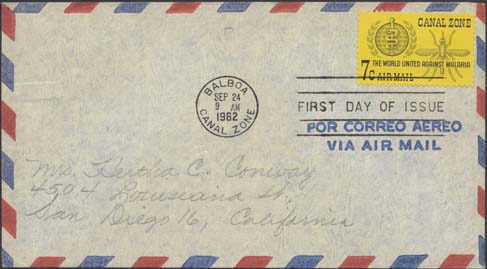 CANAL ZONE
THE WORLD UNITED AGAINST MALARIA
7c AIR MAIL
BALBOA
SEP 24
9 AM
1962
CANAL ZONE
FIRST DAY OF ISSUE
POR CORREO AEREO
VIA AIR MAIL
Mrs. Hertha C. Conway
4504 Louisiana St.
San Diego 16, California